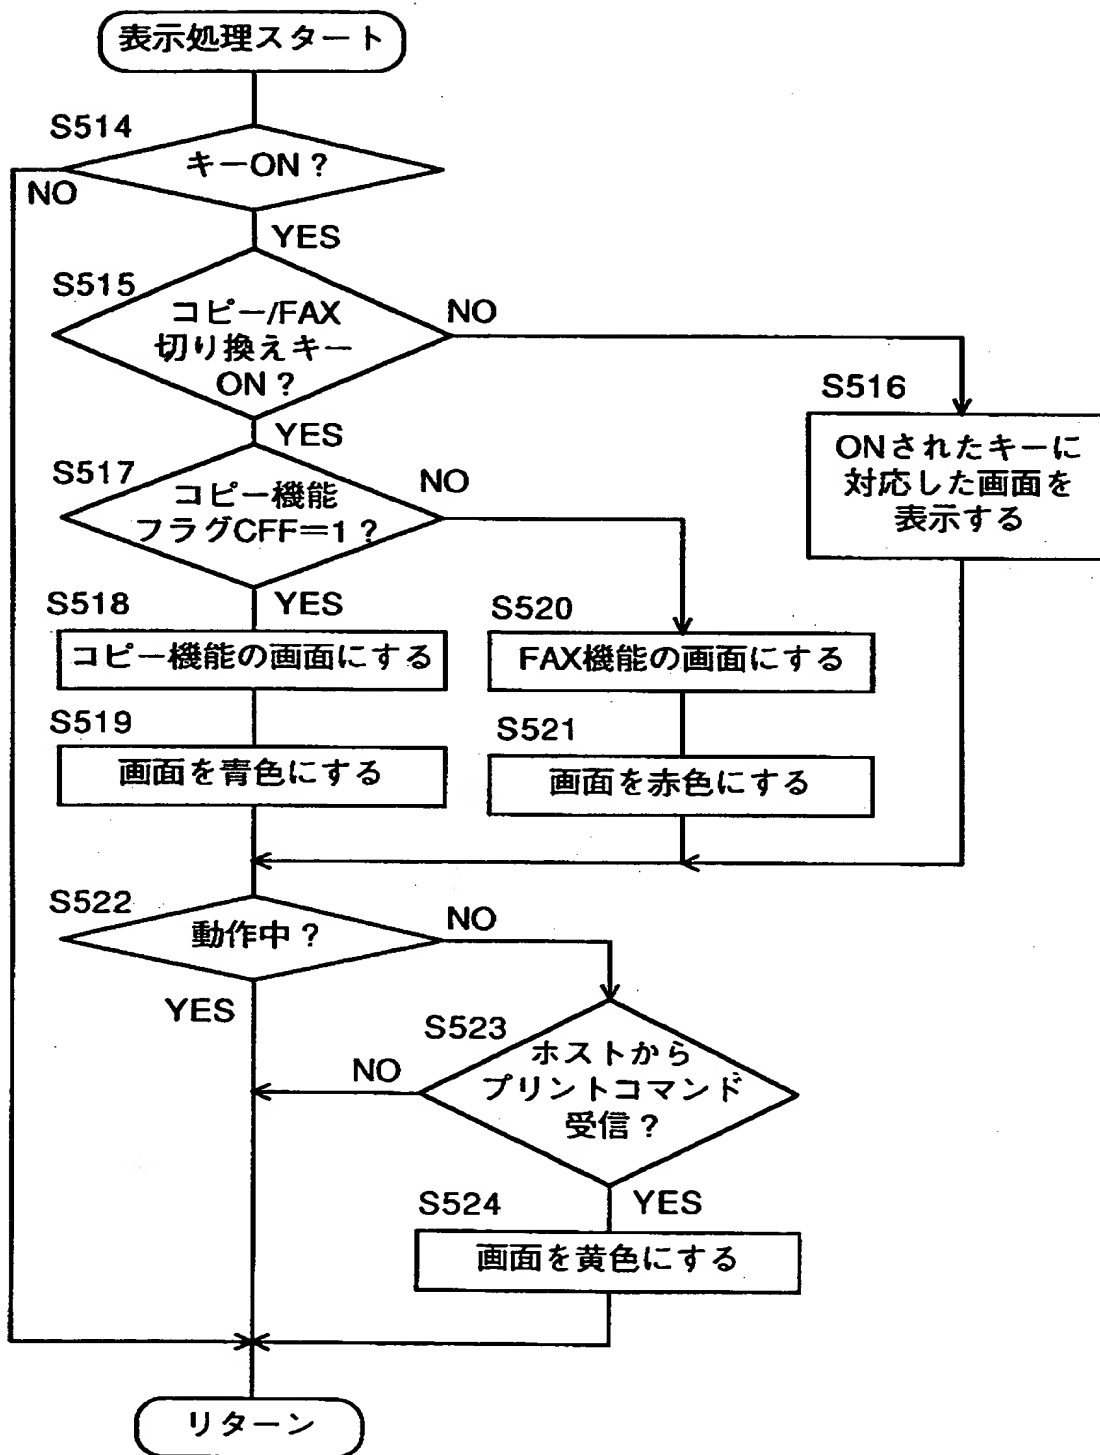 表示処理スタート
S514
キーON?
NO
YES
S515
コピー/FAX
切り換えキー
ON?
NO
YES
S516
ONされたキーに
対応した画面を
表示する
S517
コピー機能
フラグCFF=1?
NO
YES
S518
コピー機能の画面にする
S520
FAX機能の画面にする
S519
画面を青色にする
S521
画面を赤色にする
S522
動作中?
NO
YES
S523
ホストから
プリントコマンド
受信?
NO
YES
S524
画面を黄色にする
リターン